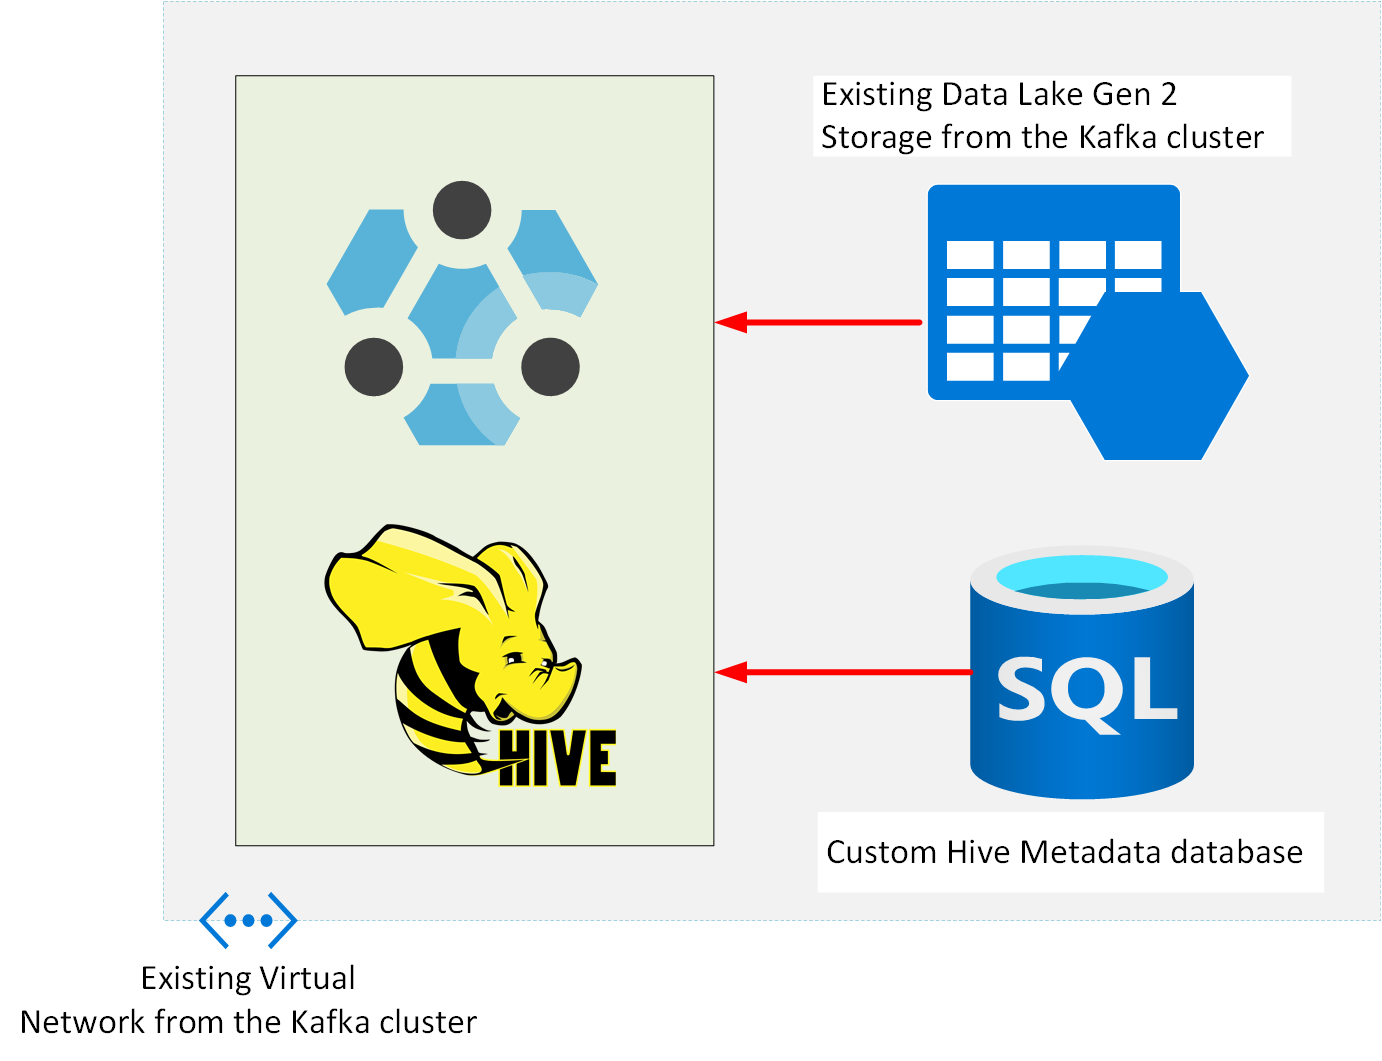 Existing Data Lake Gen 2
Storage from the Kafka cluster
HIVE
SQL
Custom Hive Metadata database
Existing Virtual
Network from the Kafka cluster